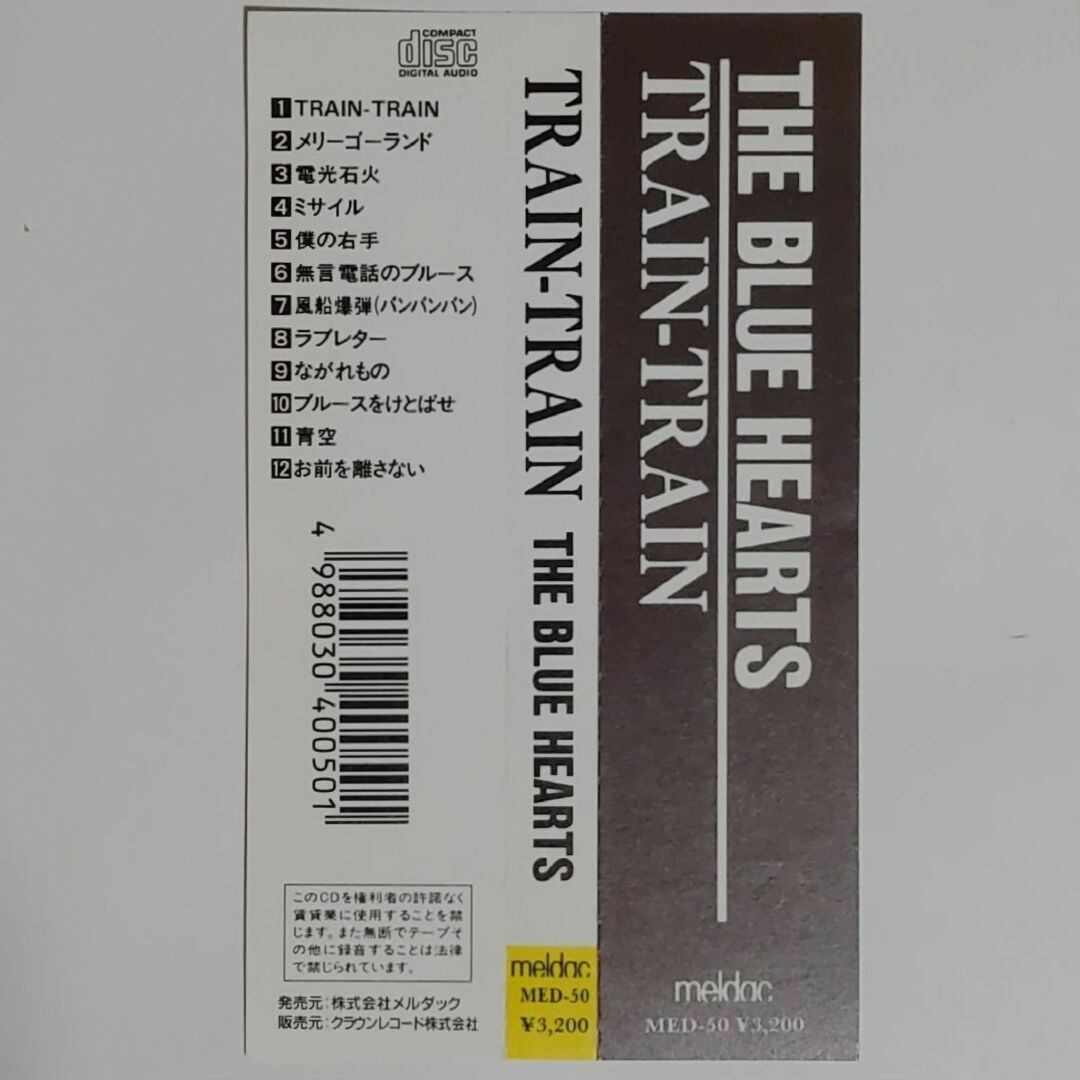 COMPACT
disc
DIGITAL AUDIO
1 TRAIN-TRAIN
2 メリーゴーランド
3 電光石火
4 ミサイル
5 僕の右手
6 無言電話のブルース
7 風船爆弾(バンバンバン)
8 ラブレター
9 ながれもの
10 ブルースをけとばせ
11 青空
12 お前を離さない
4 988030 400501
このCDを権利者の許諾なく
賃貸業に使用することを禁
じます。また無断でテープそ
の他に録音することは法律
で禁じられています。
発売元:株式会社メルダック
販売元:クラウンレコード株式会社
TRAIN-TRAIN THE BLUE HEARTS
meldac
MED-50
¥3,200
THE BLUE HEARTS
TRAIN-TRAIN
meldac
MED-50 ¥3,200